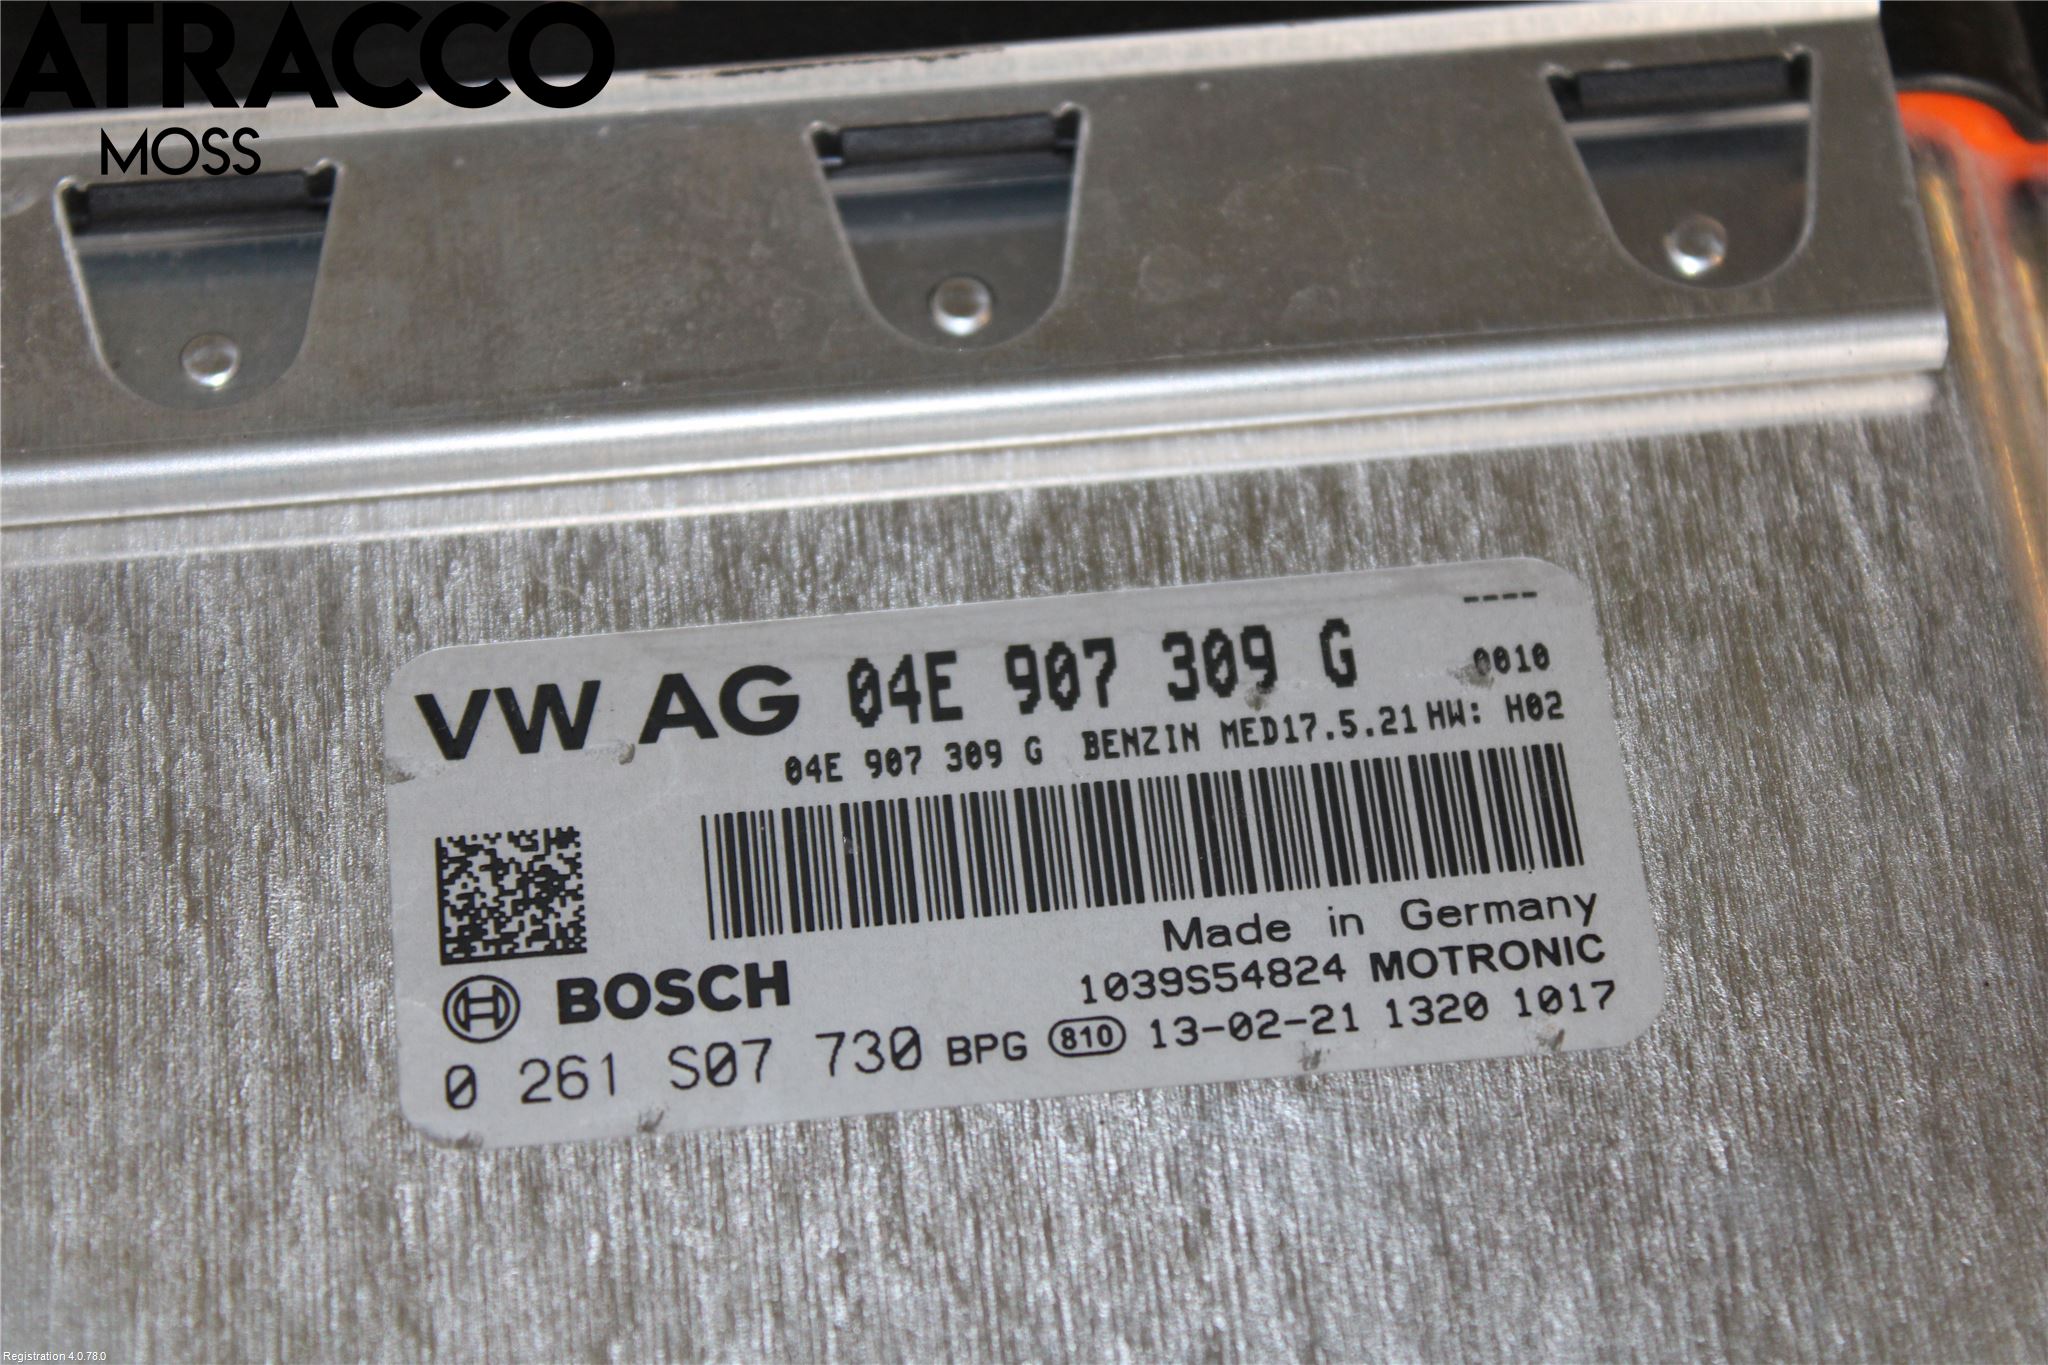 ATRACCO
MOSS
----
VW AG 04E 907 309 G 0010
04E 907 309 G BENZIN MED17.5.21 HW: H02
Made in Germany
BOSCH 1039S54824 MOTRONIC
0 261 S07 730 BPG 810 13-02-21 1320 1017
Registration 4.0.78.0